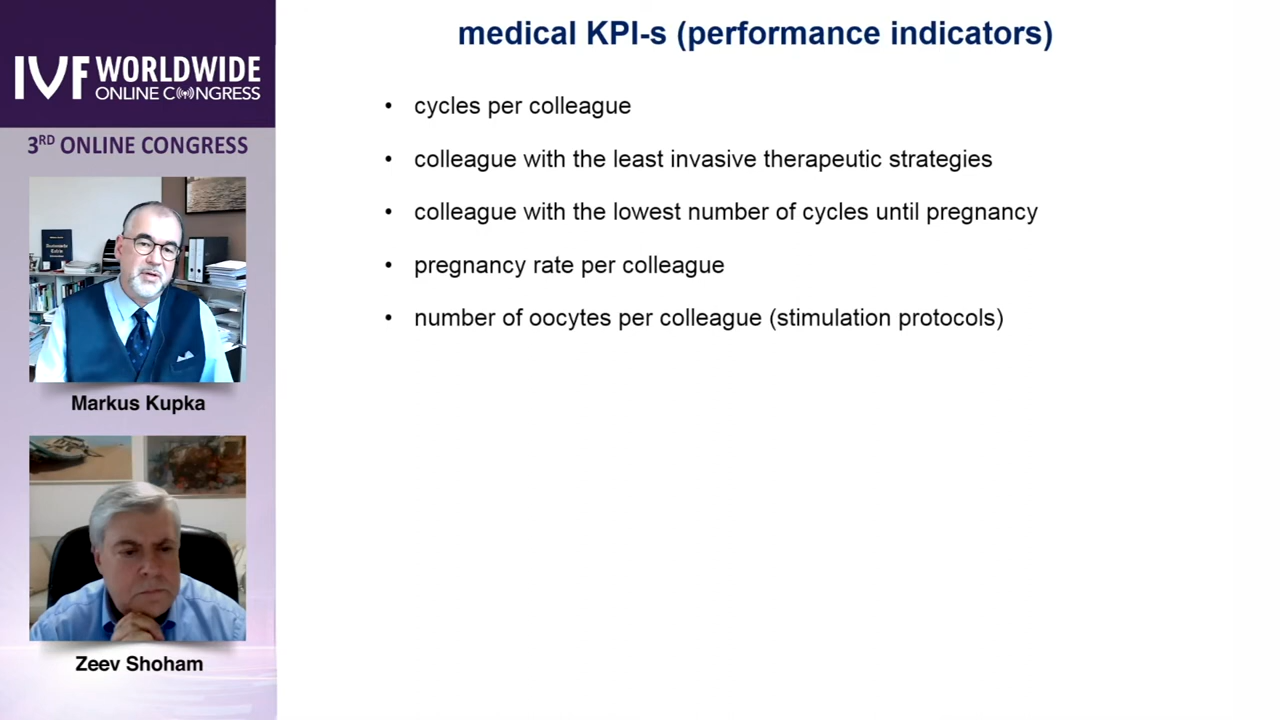 IVF WORLDWIDE
ONLINE CONGRESS
3RD ONLINE CONGRESS
Markus Kupka
Zeev Shoham
medical KPI-s (performance indicators)
• cycles per colleague
• colleague with the least invasive therapeutic strategies
• colleague with the lowest number of cycles until pregnancy
• pregnancy rate per colleague
• number of oocytes per colleague (stimulation protocols)